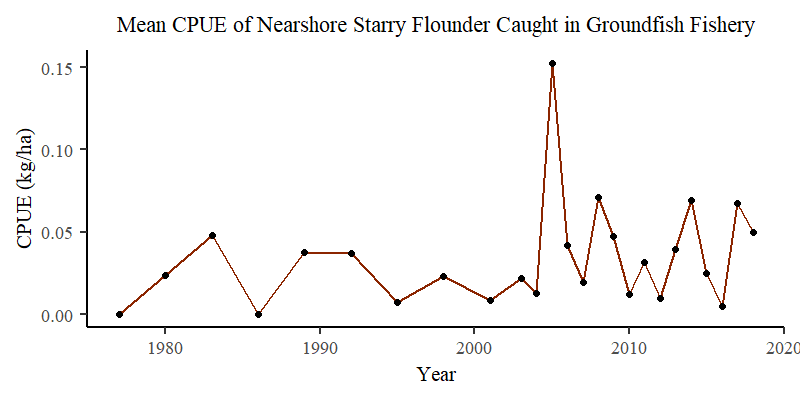 Mean CPUE of Nearshore Starry Flounder Caught in Groundfish Fishery
0.15
0.10
0.05
0.00
CPUE (kg/ha)
1980 1990 2000 2010 2020
Year